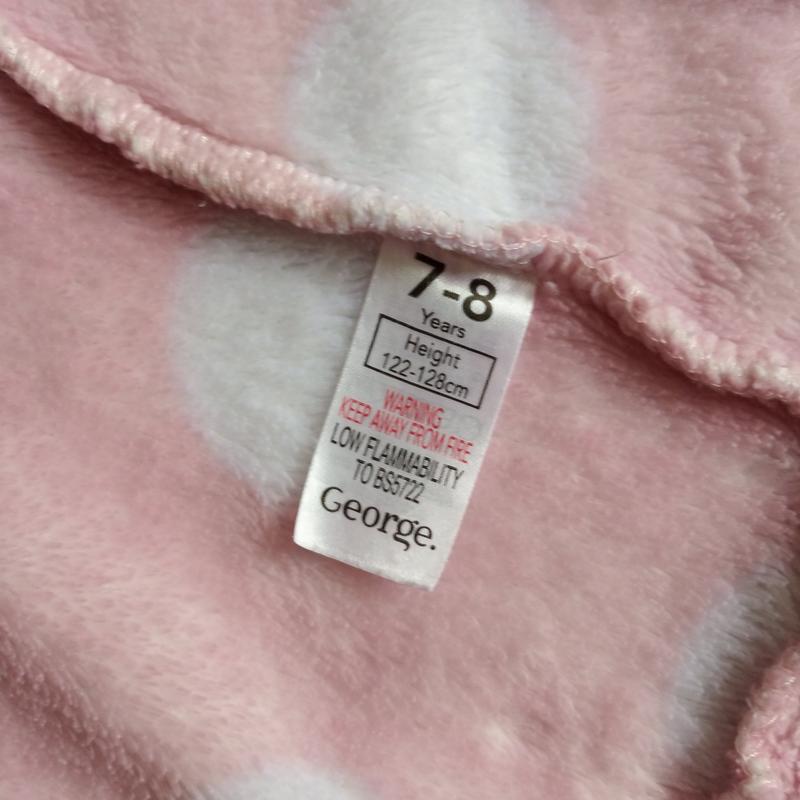 7-8
Years
Height
122-128cm
WARNING
KEEP AWAY FROM FIRE
LOW FLAMMABILITY
TO BS5722
George.